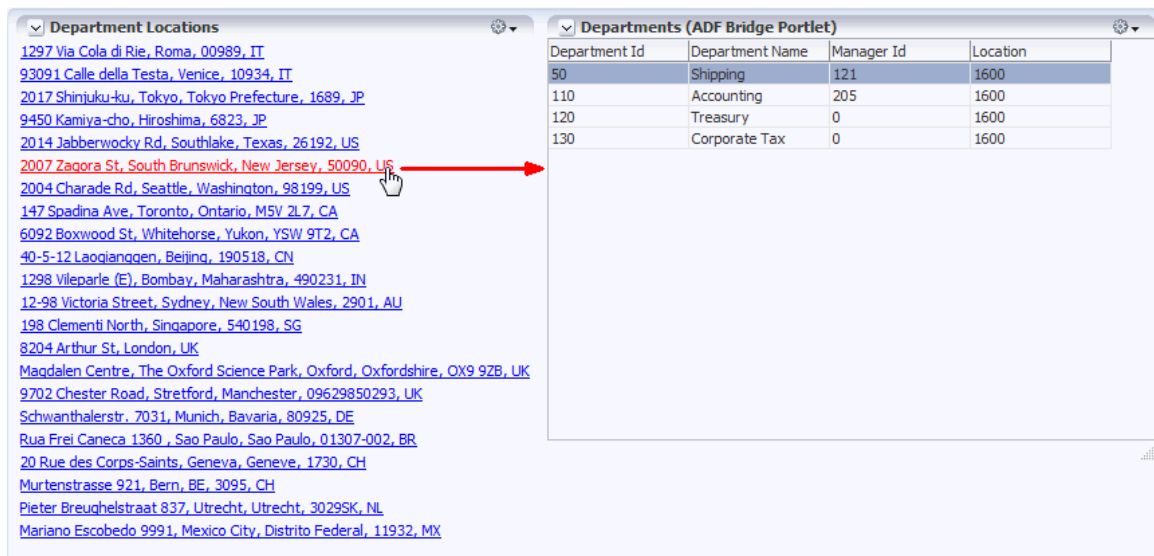 Department Locations
1297 Via Cola di Rie, Roma, 00989, IT
93091 Calle della Testa, Venice, 10934, IT
2017 Shinjuku-ku, Tokyo, Tokyo Prefecture, 1689, JP
9450 Kamiya-cho, Hiroshima, 6823, JP
2014 Jabberwocky Rd, Southlake, Texas, 26192, US
2007 Zagora St, South Brunswick, New Jersey, 50090, US
2004 Charade Rd, Seattle, Washington, 98199, US
147 Spadina Ave, Toronto, Ontario, M5V 2L7, CA
6092 Boxwood St, Whitehorse, Yukon, YSW 9T2, CA
40-5-12 Laogianggen, Beijing, 190518, CN
1298 Vileparle (E), Bombay, Maharashtra, 490231, IN
12-98 Victoria Street, Sydney, New South Wales, 2901, AU
198 Clementi North, Singapore, 540198, SG
8204 Arthur St, London, UK
Magdalen Centre, The Oxford Science Park, Oxford, Oxfordshire, OX9 9ZB, UK
9702 Chester Road, Stretford, Manchester, 09629850293, UK
Schwanthalerstr. 7031, Munich, Bavaria, 80925, DE
Rua Frei Caneca 1360 , Sao Paulo, Sao Paulo, 01307-002, BR
20 Rue des Corps-Saints, Geneva, Geneve, 1730, CH
Murtenstrasse 921, Bern, BE, 3095, CH
Pieter Breughelstraat 837, Utrecht, Utrecht, 3029SK, NL
Mariano Escobedo 9991, Mexico City, Distrito Federal, 11932, MX
Departments (ADF Bridge Portlet)
Department Id Department Name Manager Id Location
50 Shipping 121 1600
110 Accounting 205 1600
120 Treasury 0 1600
130 Corporate Tax 0 1600